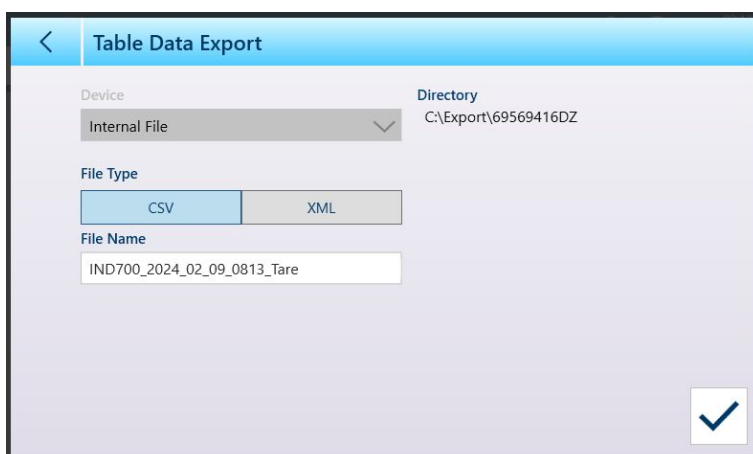 Table Data Export
Device
Internal File
Directory
C:\Export\69569416DZ
File Type
CSV
XML
File Name
IND700_2024_02_09_0813_Tare